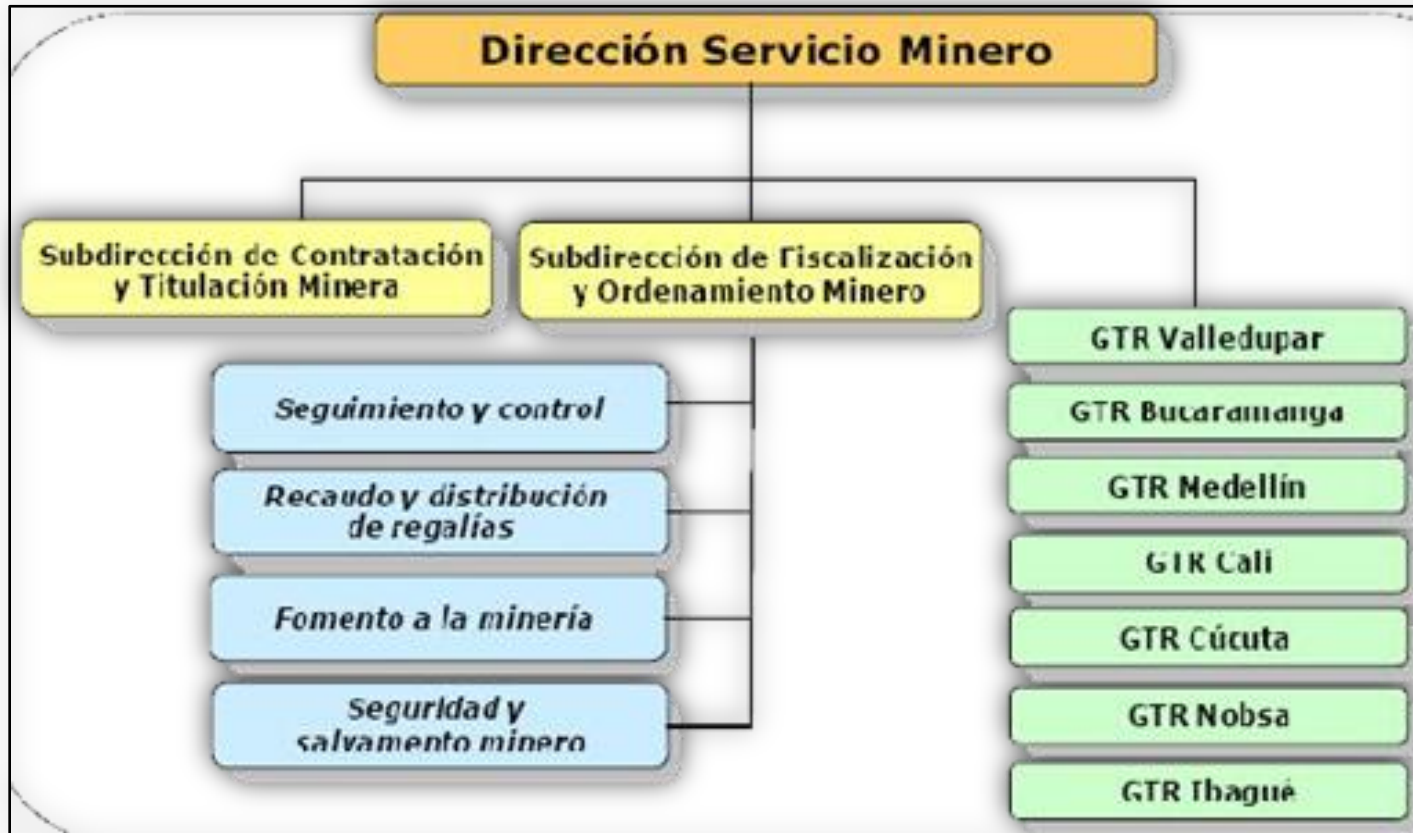 Dirección Servicio Minero
Subdirección de Contratación
y Titulación Minera
Subdirección de Fiscalización
y Ordenamiento Minero
Seguimiento y control
Recaudo y distribución
de regalías
Fomento a la minería
Seguridad y
salvamento minero
GTR Valledupar
GTR Bucaramanga
GTR Medellín
GTR Cali
GTR Cúcuta
GTR Nobsa
GTR Ibagué